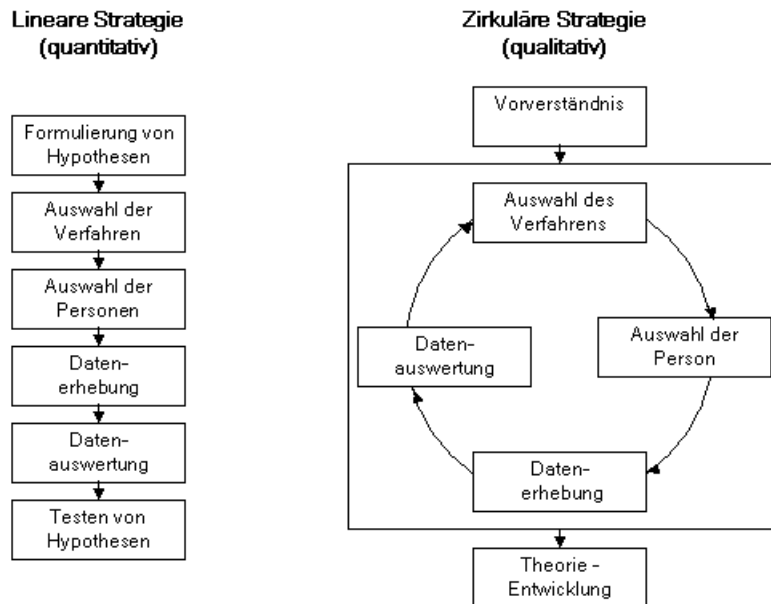 Lineare Strategie
(quantitativ)
Formulierung von
Hypothesen
Auswahl der
Verfahren
Auswahl der
Personen
Daten-
erhebung
Daten-
auswertung
Testen von
Hypothesen
Zirkuläre Strategie
(qualitativ)
Vorverständnis
Auswahl des
Verfahrens
Auswahl der
Person
Daten-
erhebung
Daten-
auswertung
Theorie -
Entwicklung